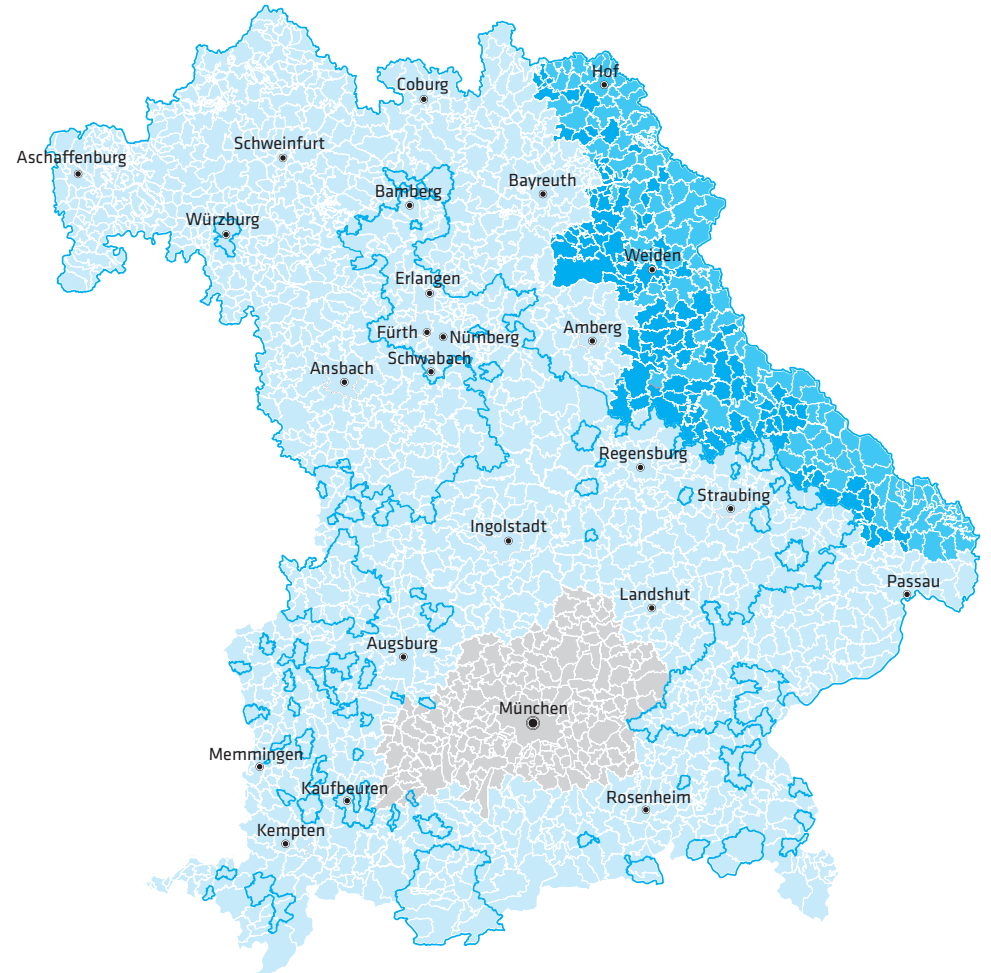 Hof
Coburg
Schweinfurt
Aschaffenburg
Bayreuth
Bamberg
Würzburg
Weiden
Erlangen
Amberg
Fürth
Nürnberg
Schwabach
Ansbach
Regensburg
Straubing
Ingolstadt
Passau
Landshut
Augsburg
München
Memmingen
Kaufbeuren
Rosenheim
Kempten